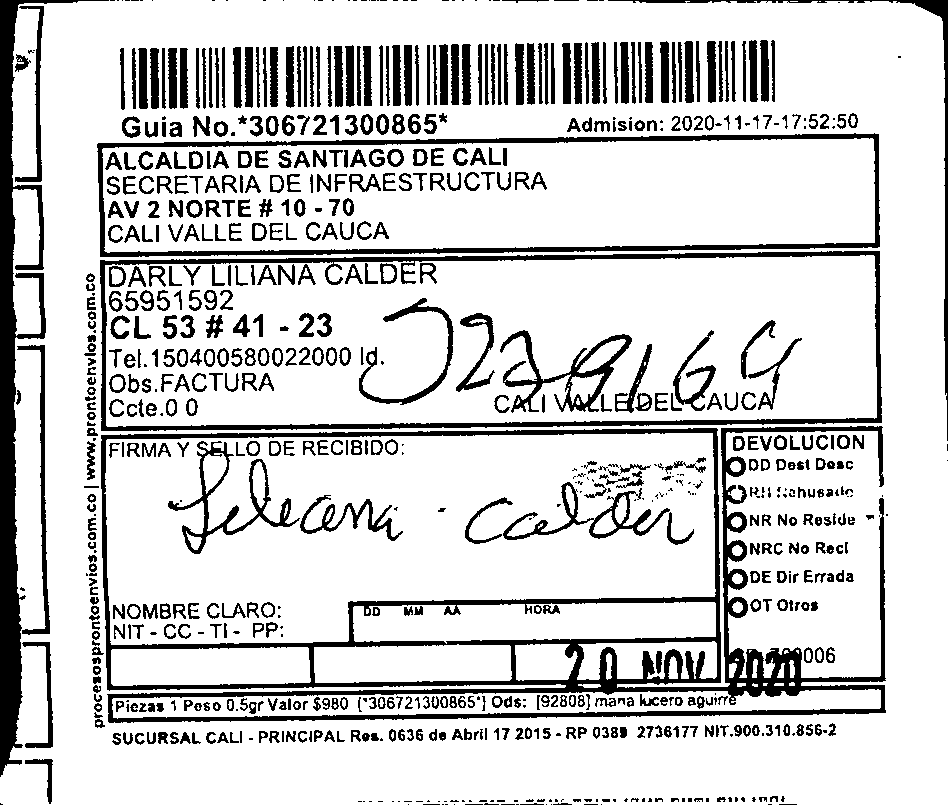 Guia No.*306721300865*
Admision: 2020-11-17-17:52:50
ALCALDIA DE SANTIAGO DE CALI
SECRETARIA DE INFRAESTRUCTURA
AV 2 NORTE # 10 - 70
CALI VALLE DEL CAUCA
DARLY LILIANA CALDER
65951592
CL 53 # 41 - 23
Tel.150400580022000 Id.
Obs.FACTURA
Ccte.0 0
CALI VALLE DEL CAUCA
procesosprontoenvios.com.co | www.prontoenvios.com.co
FIRMA Y SELLO DE RECIBIDO:
Lileana Calder
DEVOLUCION
DD Dest Desc
RH Rehusado
NR No Reside
NRC No Recl
DE Dir Errada
OT Otros
NOMBRE CLARO:
NIT - CC - TI - PP:
DD MM AA HORA
20 NOV 2020
Piezas 1 Peso 0.5gr Valor $980 [*306721300865*] Ods: [92808] maria lucero aguirre
SUCURSAL CALI - PRINCIPAL Res. 0636 de Abril 17 2015 - RP 0389 2736177 NIT.900.310.856-2